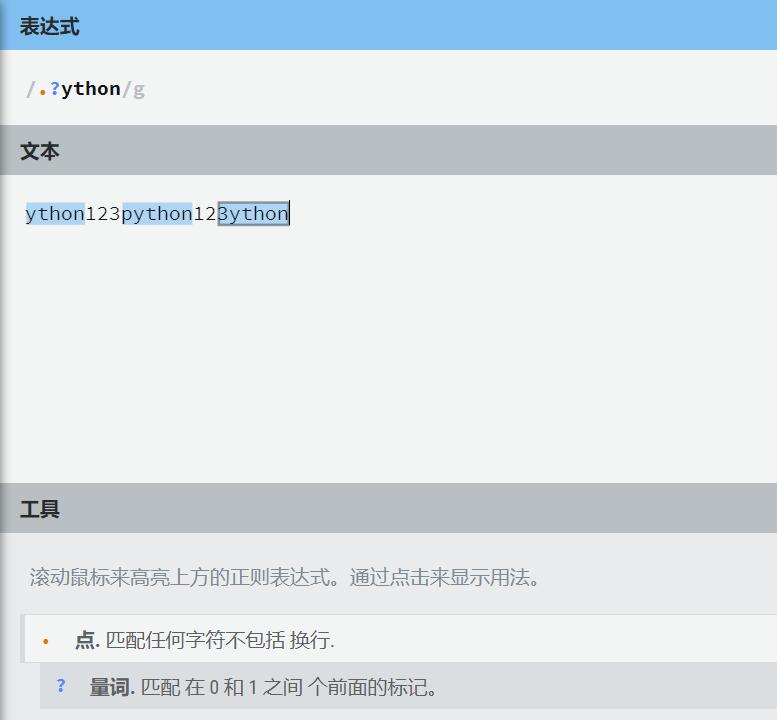 表达式
/.?ython/g
文本
ython123python123ython
工具
滚动鼠标来高亮上方的正则表达式。通过点击来显示用法。
. 点. 匹配任何字符不包括 换行.
? 量词. 匹配 在 0 和 1 之间 个前面的标记。